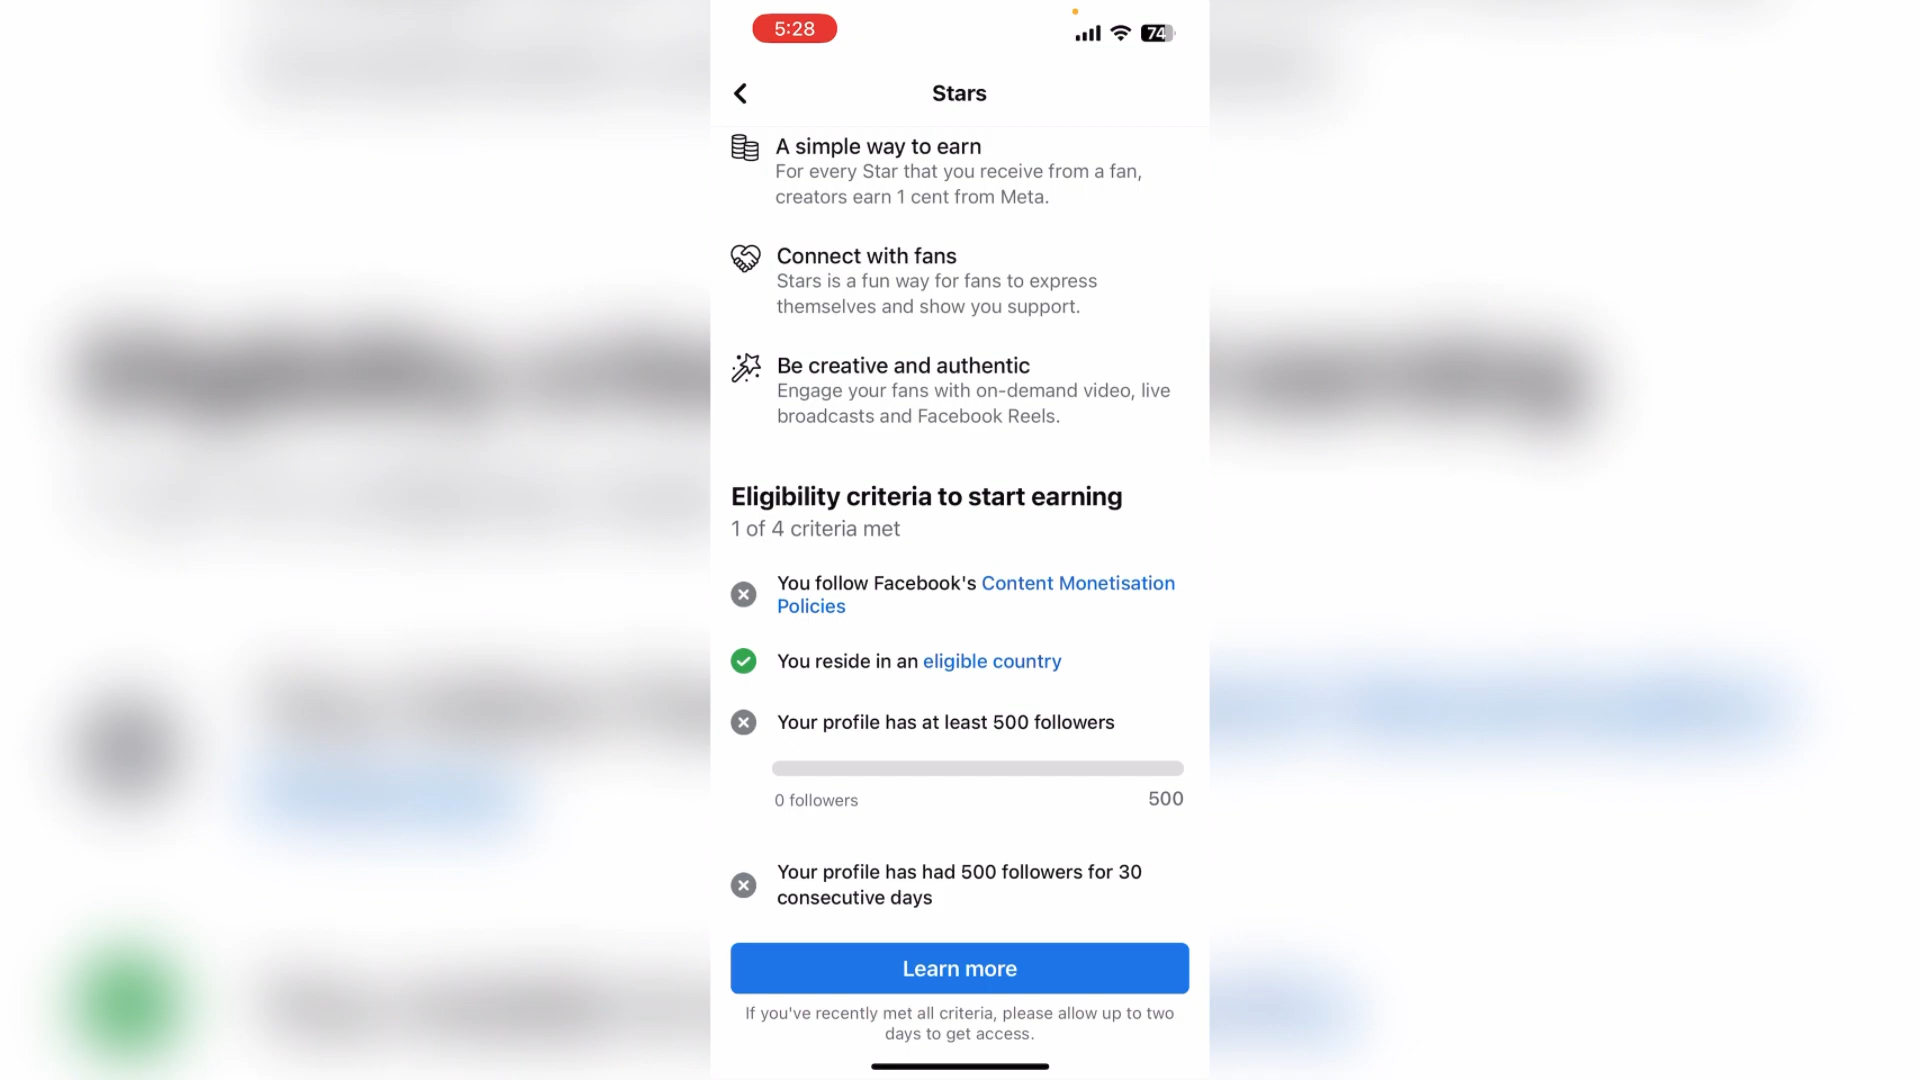 5:28
74
Stars
A simple way to earn
For every Star that you receive from a fan,
creators earn 1 cent from Meta.
Connect with fans
Stars is a fun way for fans to express
themselves and show you support.
Be creative and authentic
Engage your fans with on-demand video, live
broadcasts and Facebook Reels.
Eligibility criteria to start earning
1 of 4 criteria met
You follow Facebook's Content Monetisation
Policies
You reside in an eligible country
Your profile has at least 500 followers
0 followers 500
Your profile has had 500 followers for 30
consecutive days
Learn more
If you've recently met all criteria, please allow up to two
days to get access.